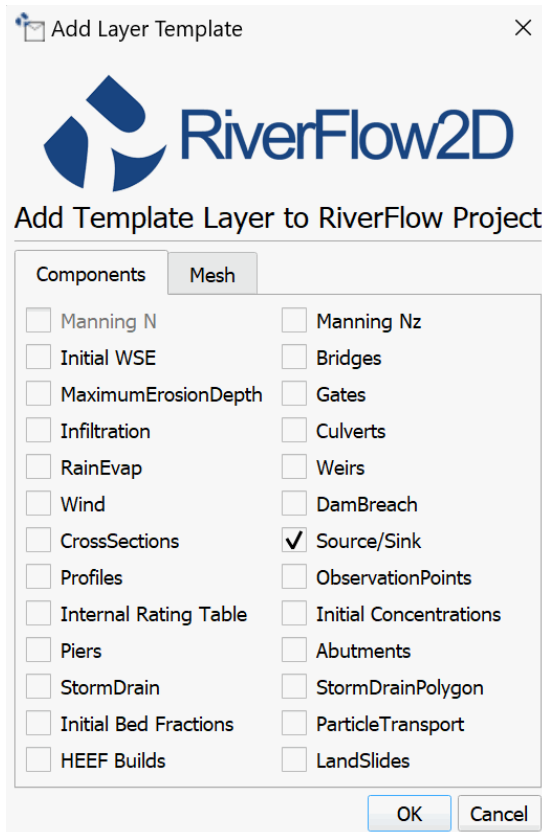 Add Layer Template
RiverFlow2D
Add Template Layer to RiverFlow Project
Components Mesh
Manning N Manning Nz
Initial WSE Bridges
MaximumErosionDepth Gates
Infiltration Culverts
RainEvap Weirs
Wind DamBreach
CrossSections Source/Sink
Profiles ObservationPoints
Internal Rating Table Initial Concentrations
Piers Abutments
StormDrain StormDrainPolygon
Initial Bed Fractions ParticleTransport
HEEF Builds LandSlides
OK Cancel